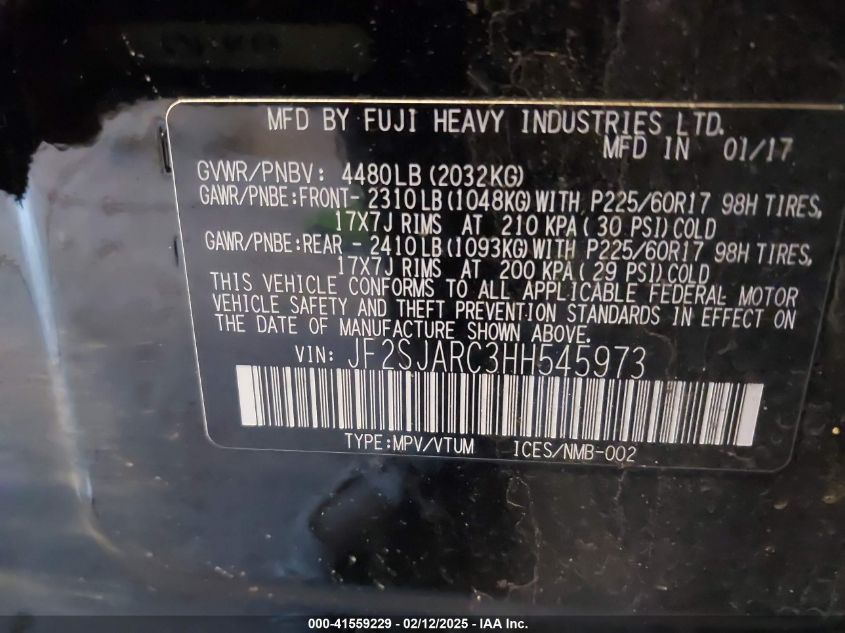 MFD BY FUJI HEAVY INDUSTRIES LTD.
MFD IN 01/17
GVWR/PNBV: 4480LB(2032KG)
GAWR/PNBE:FRONT- 2310LB(1048KG)WITH P225/60R17 98H TIRES,
17X7J RIMS AT 210 KPA(30 PSI)COLD
GAWR/PNBE:REAR - 2410LB(1093KG)WITH P225/60R17 98H TIRES,
17X7J RIMS AT 200 KPA(29 PSI)COLD
THIS VEHICLE CONFORMS TO ALL APPLICABLE FEDERAL MOTOR
VEHICLE SAFETY AND THEFT PREVENTION STANDARDS IN EFFECT ON
THE DATE OF MANUFACTURE SHOWN ABOVE.
VIN: JF2SJARC3HH545973
TYPE:MPV/VTUM ICES/NMB-002
000-41559229 - 02/12/2025 - IAA Inc.